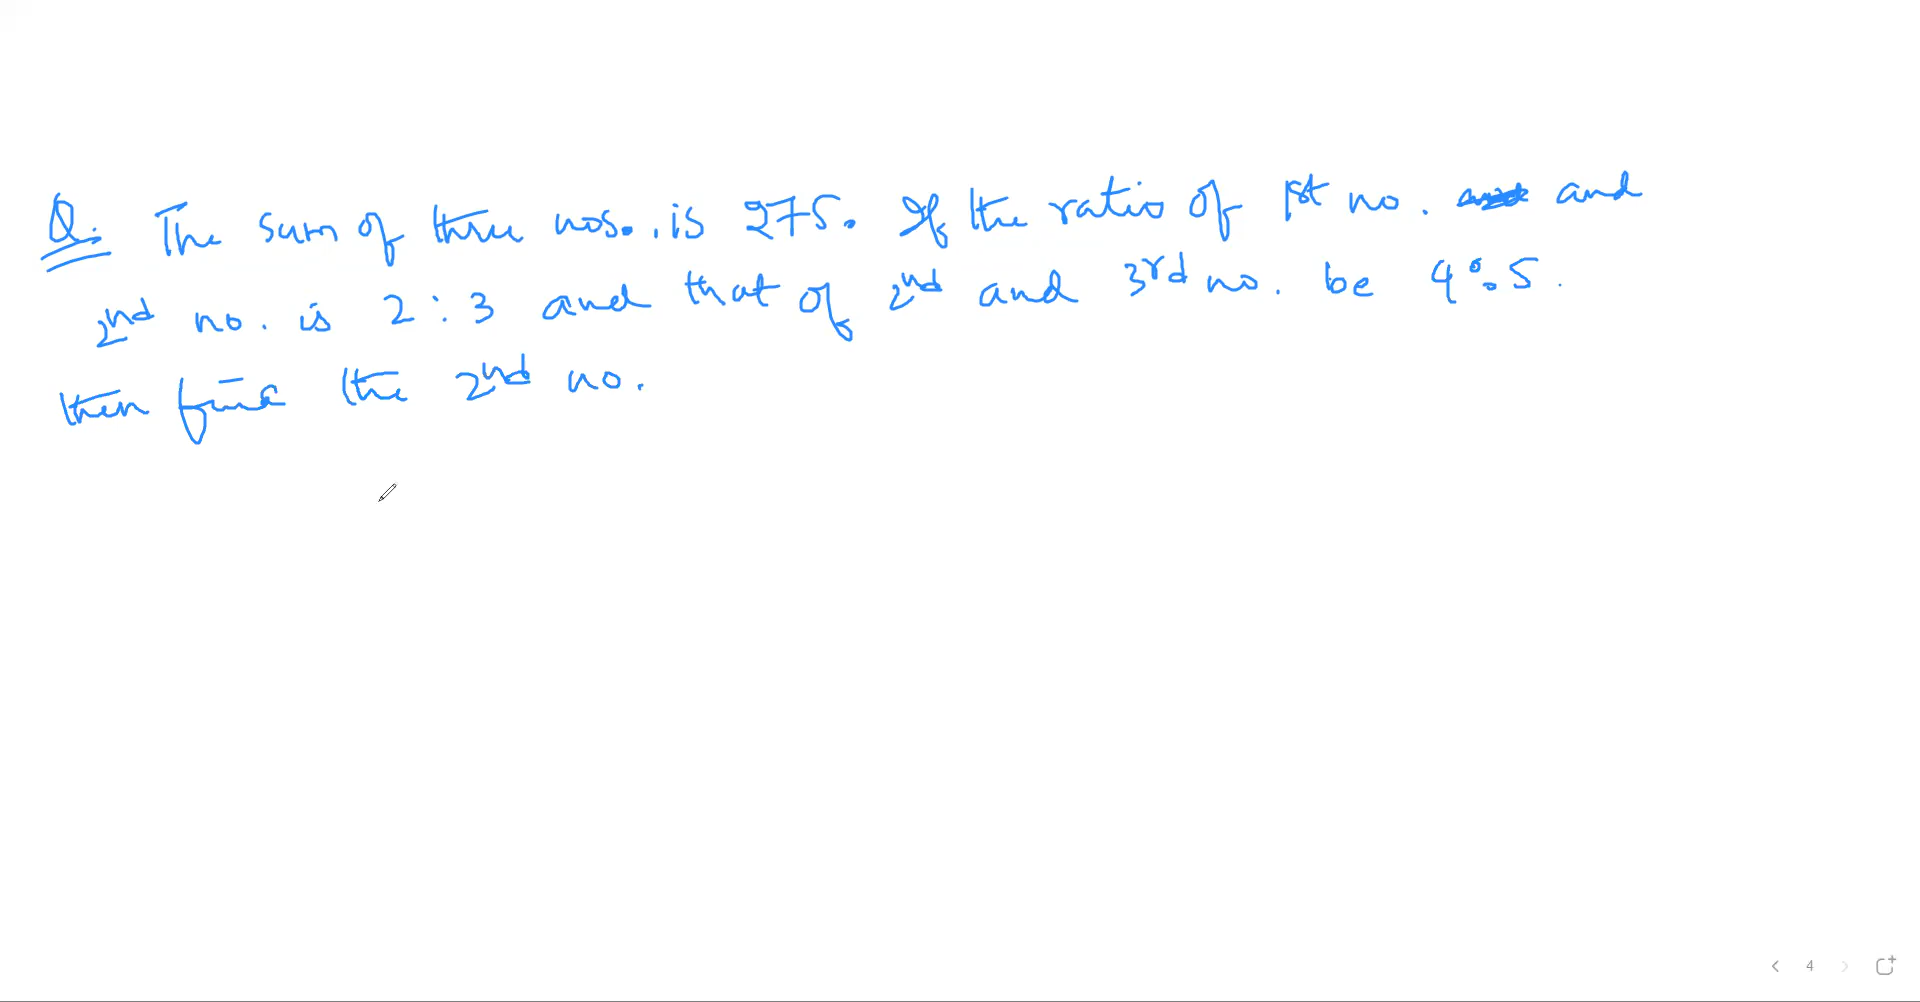 Q. The sum of three nos. is 275. If the ratio of 1st no. and
2nd no. is 2:3 and that of 2nd and 3rd no. be 4:5.
then find the 2nd no.
4